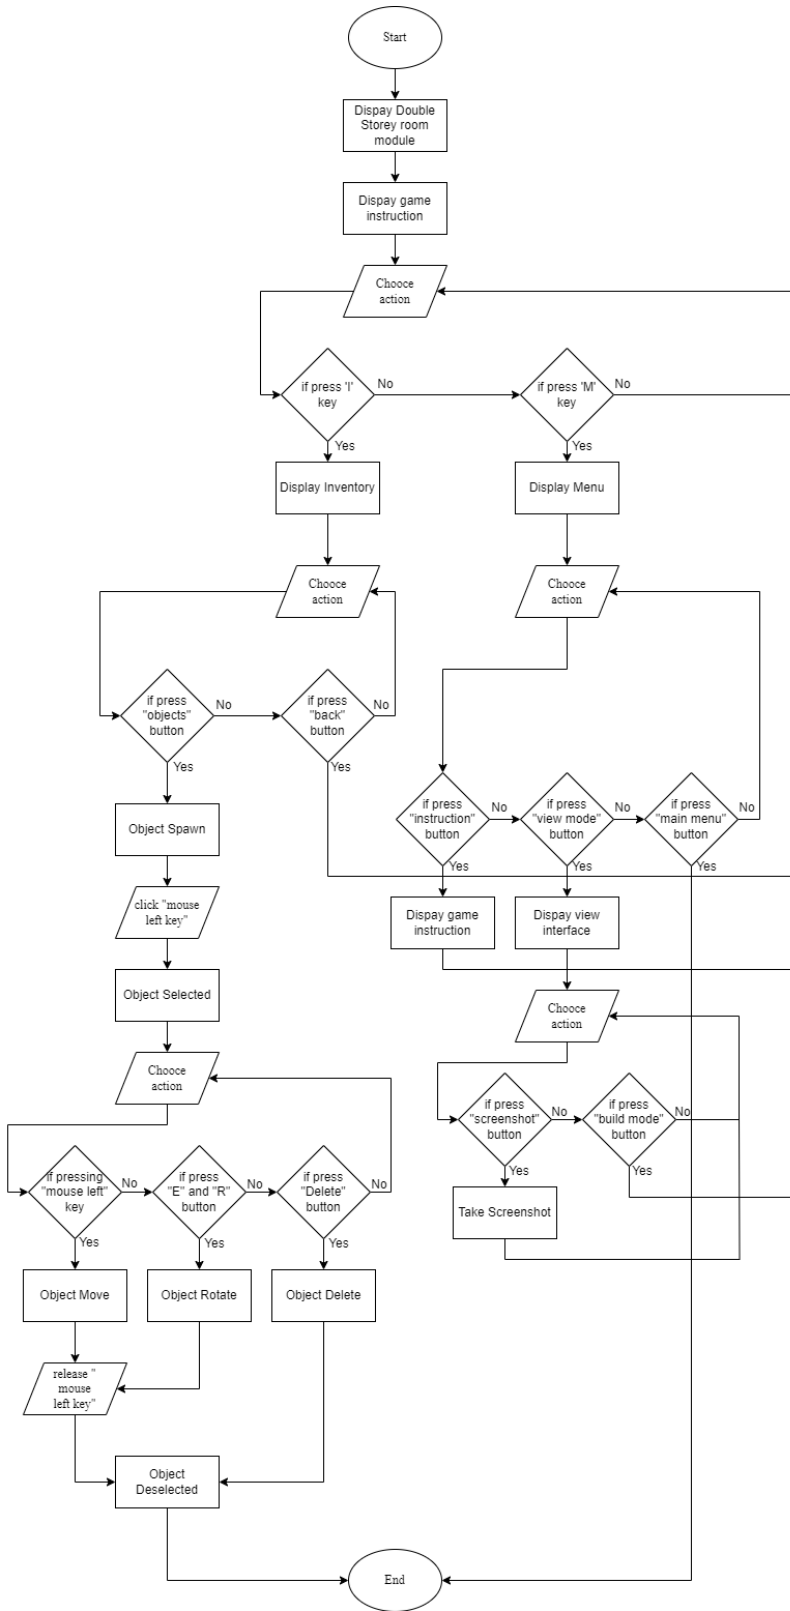 Start
Dispay Double
Storey room
module
Dispay game
instruction
Chooce
action
if press 'I'
key
No
if press 'M'
key
No
Yes
Yes
Display Inventory
Display Menu
Chooce
action
Chooce
action
if press
"objects"
button
No
if press
"back"
button
No
Yes
Yes
if press
"instruction"
button
No
if press
"view mode"
button
No
if press
"main menu"
button
No
Yes
Yes
Yes
Object Spawn
click "mouse
left key"
Dispay game
instruction
Dispay view
interface
Object Selected
Chooce
action
Chooce
action
if press
"screenshot"
button
No
if press
"build mode"
button
No
Yes
Yes
if pressing
"mouse left"
key
No
if press
"E" and "R"
button
No
if press
"Delete"
button
No
Yes
Yes
Yes
Take Screenshot
Object Move
Object Rotate
Object Delete
release "
mouse
left key"
Object
Deselected
End